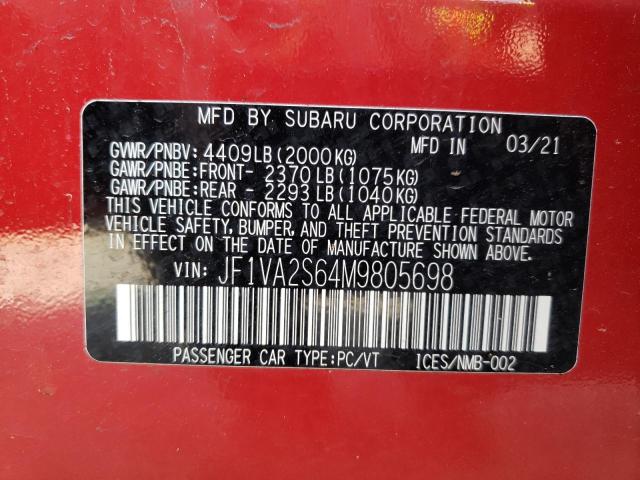 MFD BY SUBARU CORPORATION
MFD IN 03/21
GVWR/PNBV: 4409LB(2000KG)
GAWR/PNBE:FRONT- 2370LB(1075KG)
GAWR/PNBE:REAR - 2293LB(1040KG)
THIS VEHICLE CONFORMS TO ALL APPLICABLE FEDERAL MOTOR
VEHICLE SAFETY, BUMPER, AND THEFT PREVENTION STANDARDS
IN EFFECT ON THE DATE OF MANUFACTURE SHOWN ABOVE.
VIN: JF1VA2S64M9805698
PASSENGER CAR TYPE:PC/VT ICES/NMB-002